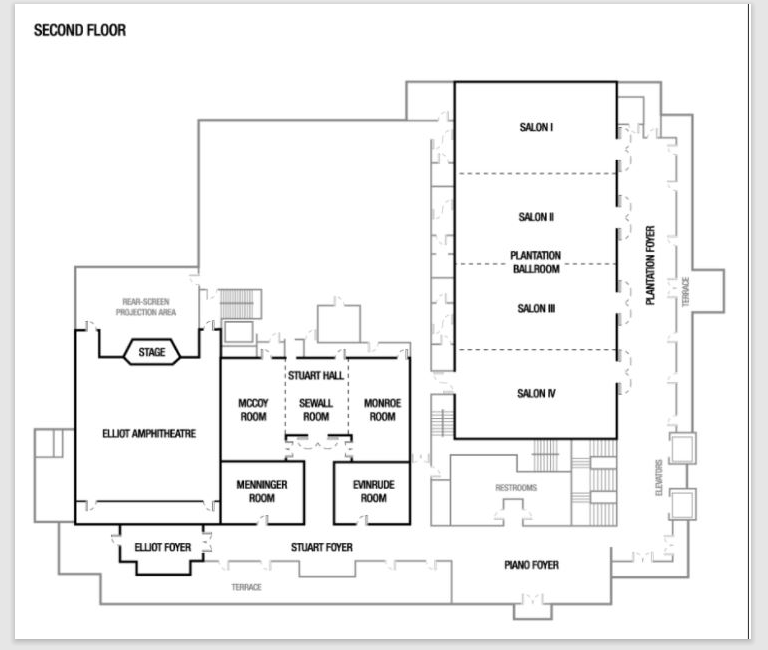 SECOND FLOOR
SALON I
SALON II
PLANTATION
BALLROOM
SALON III
SALON IV
PLANTATION FOYER
TERRACE
REAR-SCREEN
PROJECTION AREA
STAGE
ELLIOT AMPHITHEATRE
STUART HALL
MCCOY
ROOM
SEWALL
ROOM
MONROE
ROOM
MENNINGER
ROOM
EVINRUDE
ROOM
RESTROOMS
ELEVATORS
ELLIOT FOYER
STUART FOYER
PIANO FOYER
TERRACE